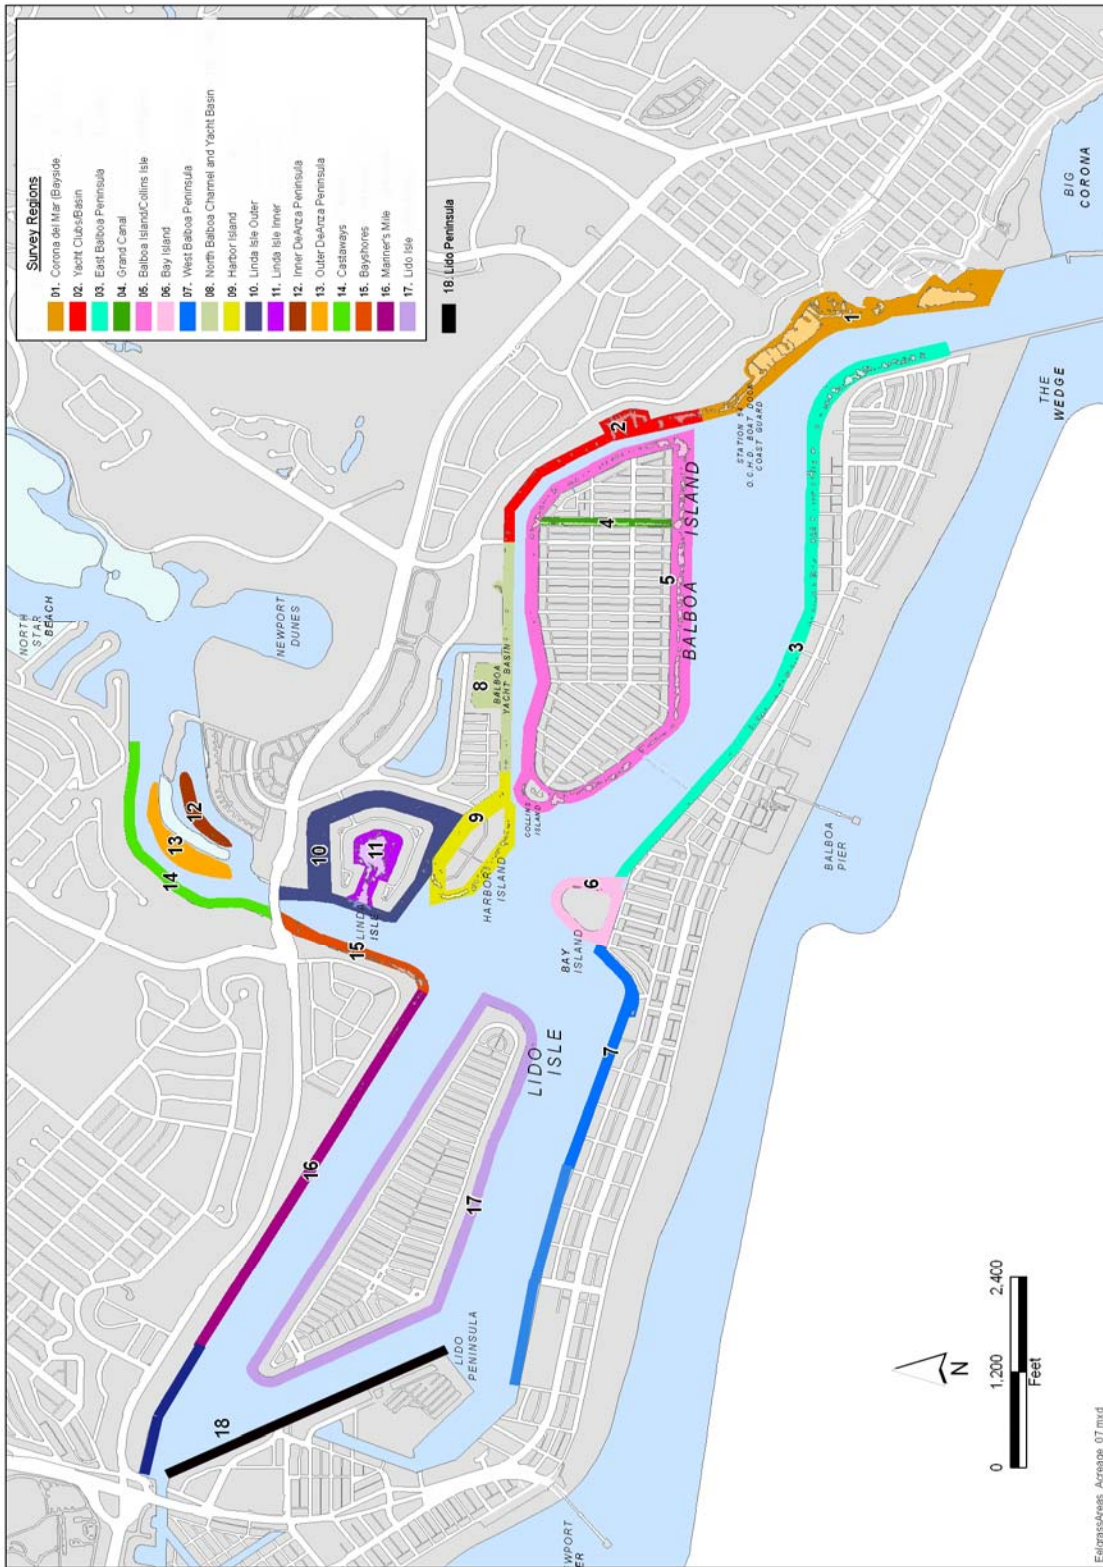 Survey Regions
01. Corona del Mar (Bayside
02. Yacht Clubs/Basin
03. East Balboa Peninsula
04. Grand Canal
05. Balboa Island/Collins Isle
06. Bay Island
07. West Balboa Peninsula
08. North Balboa Channel and Yacht Basin
09. Harbor Island
10. Linda Isle Outer
11. Linda Isle Inner
12. Inner DeAnza Peninsula
13. Outer DeAnza Peninsula
14. Castaways
15. Bayshores
16. Mariner's Mile
17. Lido Isle
18. Lido Peninsula
NORTH
STAR
BEACH
NEWPORT
DUNES
12
13
14
10
11
LINDA
ISLE
15
16
9
HARBOR
ISLAND
8
BALBOA
YACHT BASIN
2
4
5
BALBOA ISLAND
COLLINS
ISLAND
STATION 54
O.C.H.D. BOAT DOCK
COAST GUARD
1
BIG
CORONA
THE
WEDGE
3
6
BAY
ISLAND
BALBOA
PIER
7
LIDO
ISLE
17
18
LIDO
PENINSULA
WPORT
ER
N
0
1,200
2,400
Feet
EelgrassAreas_Acreage_07.mxd